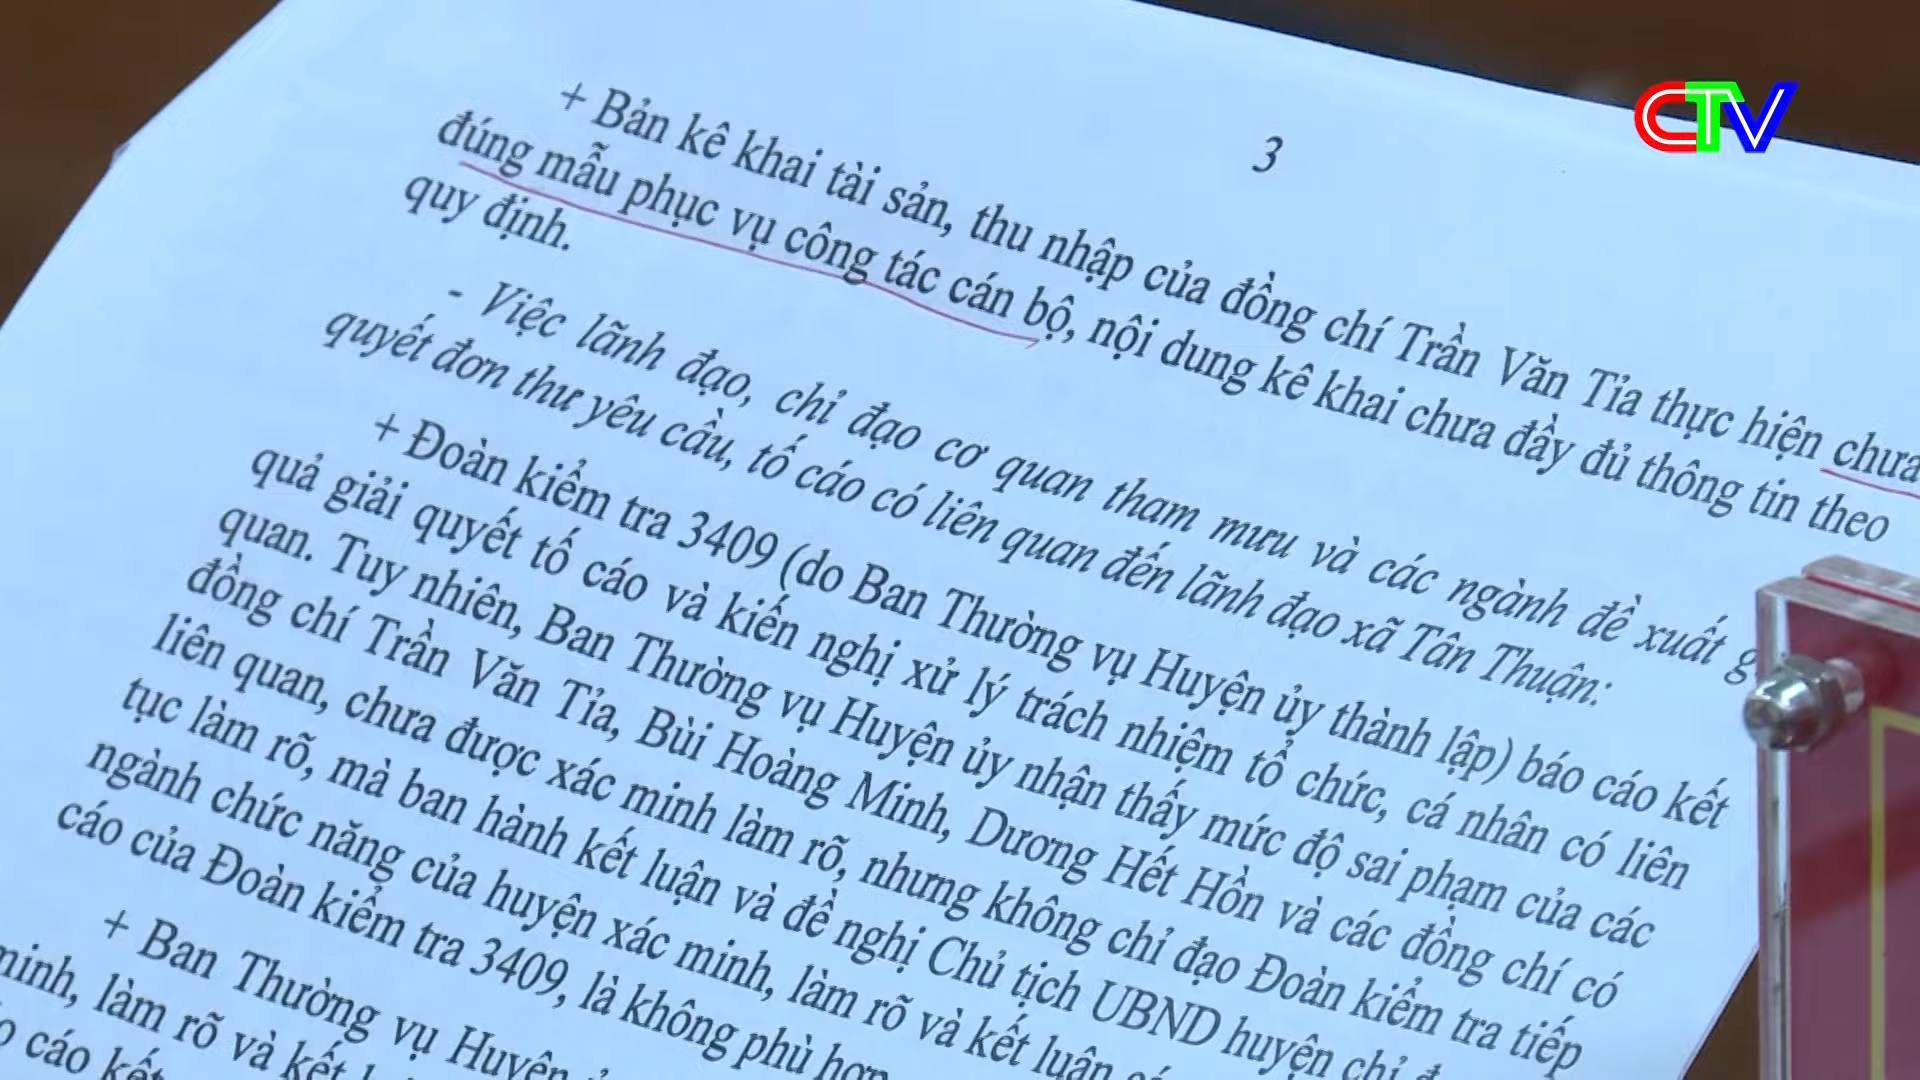 CTV
3
+ Bản kê khai tài sản, thu nhập của đồng chí Trần Văn Tỉa thực hiện chưa
đúng mẫu phục vụ công tác cán bộ, nội dung kê khai chưa đầy đủ thông tin theo
quy định.
- Việc lãnh đạo, chỉ đạo cơ quan tham mưu và các ngành đề xuất
quyết đơn thư yêu cầu, tố cáo có liên quan đến lãnh đạo xã Tân Thuận:
+ Đoàn kiểm tra 3409 (do Ban Thường vụ Huyện ủy thành lập) báo cáo kết
quả giải quyết tố cáo và kiến nghị xử lý trách nhiệm tổ chức, cá nhân có liên
quan. Tuy nhiên, Ban Thường vụ Huyện ủy nhận thấy mức độ sai phạm của các
đồng chí Trần Văn Tỉa, Bùi Hoàng Minh, Dương Hết Hồn và các đồng chí có
liên quan, chưa được xác minh làm rõ, nhưng không chỉ đạo Đoàn kiểm tra tiếp
tục làm rõ, mà ban hành kết luận và đề nghị Chủ tịch UBND huyện chỉ
ngành chức năng của huyện xác minh, làm rõ và kết luận
cáo của Đoàn kiểm tra 3409, là không phù hợp
+ Ban Thường vụ Huyện
minh, làm rõ và kết
cáo kết